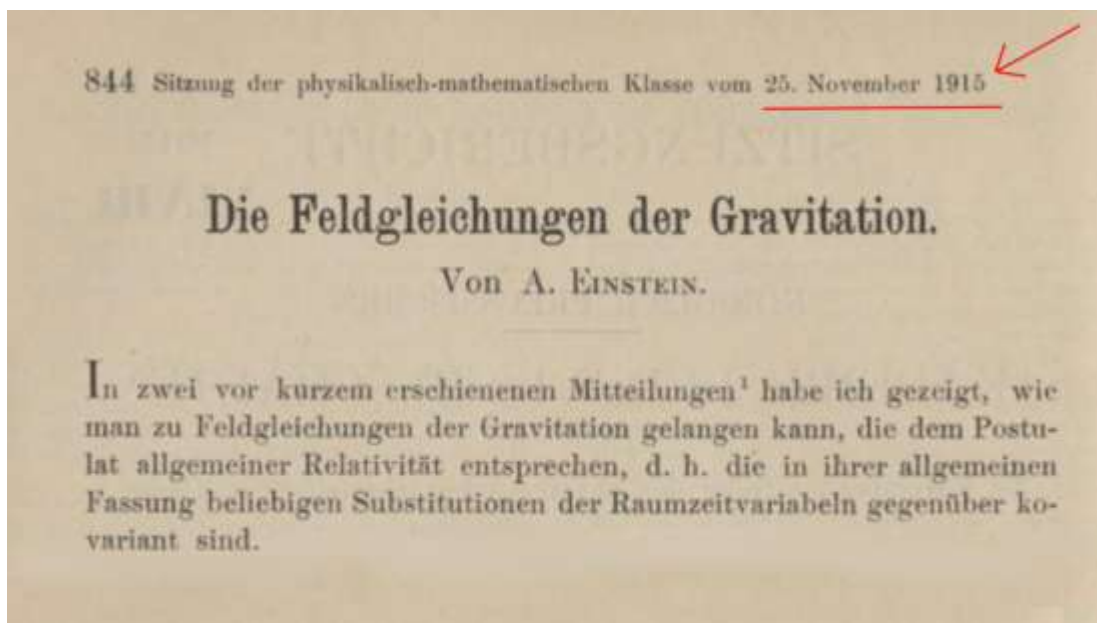 844 Sitzung der physikalisch-mathematischen Klasse vom 25. November 1915
Die Feldgleichungen der Gravitation.
Von A. Einstein.
In zwei vor kurzem erschienenen Mitteilungen¹ habe ich gezeigt, wie
man zu Feldgleichungen der Gravitation gelangen kann, die dem Postu-
lat allgemeiner Relativität entsprechen, d. h. die in ihrer allgemeinen
Fassung beliebigen Substitutionen der Raumzeitvariabeln gegenüber ko-
variant sind.